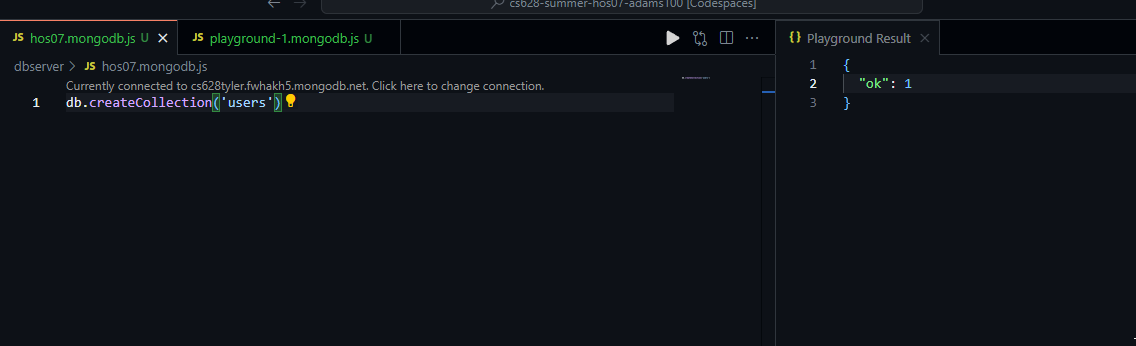 cs628-summer-hos07-adams100 [Codespaces]
JS hos07.mongodb.js U
JS playground-1.mongodb.js U
{} Playground Result
dbserver > JS hos07.mongodb.js
Currently connected to cs628tyler.fwhakh5.mongodb.net. Click here to change connection.
1 db.createCollection('users')
1 {
2 "ok": 1
3 }